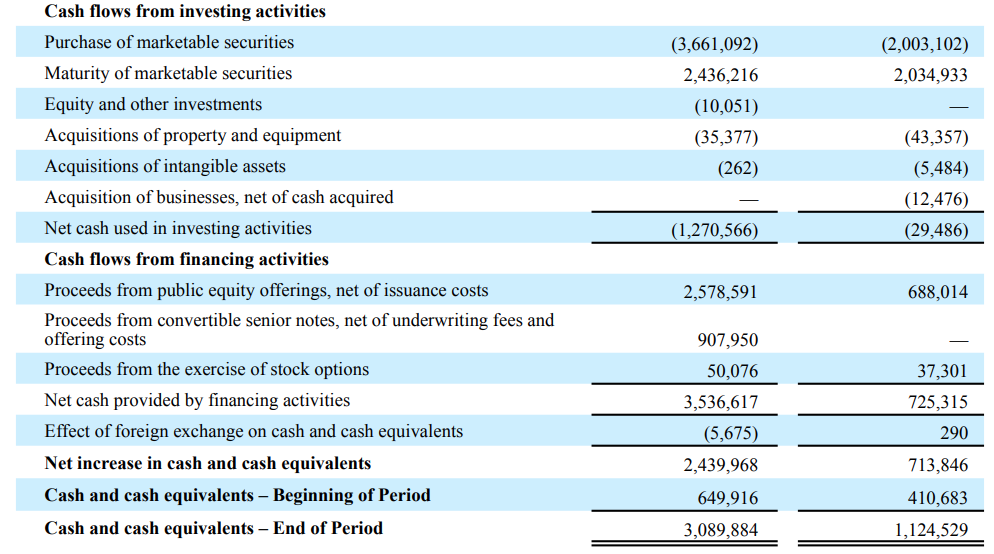 Cash flows from investing activities
Purchase of marketable securities (3,661,092) (2,003,102)
Maturity of marketable securities 2,436,216 2,034,933
Equity and other investments (10,051) —
Acquisitions of property and equipment (35,377) (43,357)
Acquisitions of intangible assets (262) (5,484)
Acquisition of businesses, net of cash acquired — (12,476)
Net cash used in investing activities (1,270,566) (29,486)
Cash flows from financing activities
Proceeds from public equity offerings, net of issuance costs 2,578,591 688,014
Proceeds from convertible senior notes, net of underwriting fees and
offering costs 907,950 —
Proceeds from the exercise of stock options 50,076 37,301
Net cash provided by financing activities 3,536,617 725,315
Effect of foreign exchange on cash and cash equivalents (5,675) 290
Net increase in cash and cash equivalents 2,439,968 713,846
Cash and cash equivalents – Beginning of Period 649,916 410,683
Cash and cash equivalents – End of Period 3,089,884 1,124,529